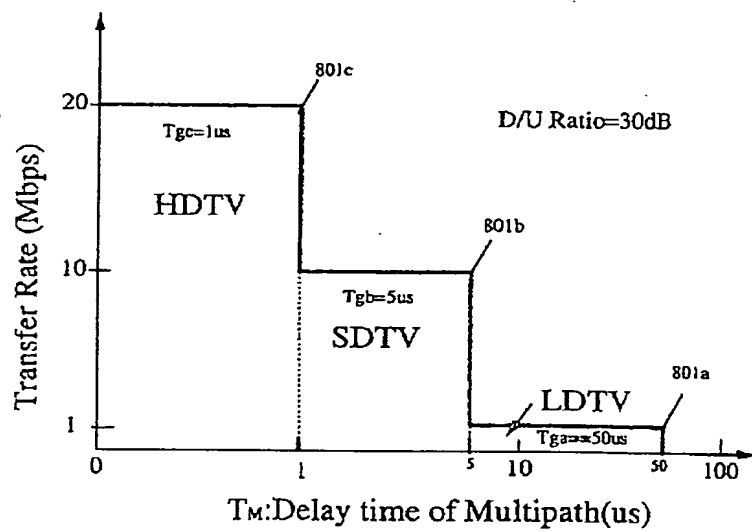 801c
20
Tgc=1us
D/U Ratio=30dB
HDTV
Transfer Rate (Mbps)
801b
10
Tgb=5us
SDTV
801a
LDTV
1
Tga==50us
0
1
5
10
50
100
TM:Delay time of Multipath(us)